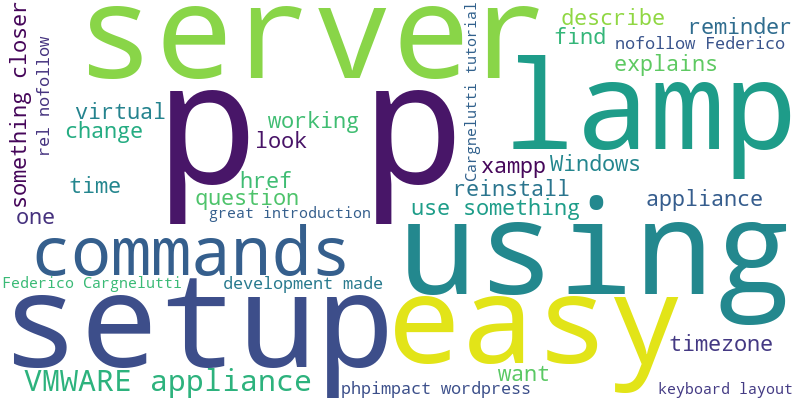 server
describe
reminder
find
nofollow Federico
explains
something closer
rel nofollow
Cargnelutti tutorial
p p
lamp
virtual
change
working
look
xampp
Windows
time
href
question
reinstall
appliance
one
great introduction
use something
commands
using
Federico Cargnelutti
development made
setup
easy
timezone
VMWARE appliance
want
phpimpact wordpress
keyboard layout